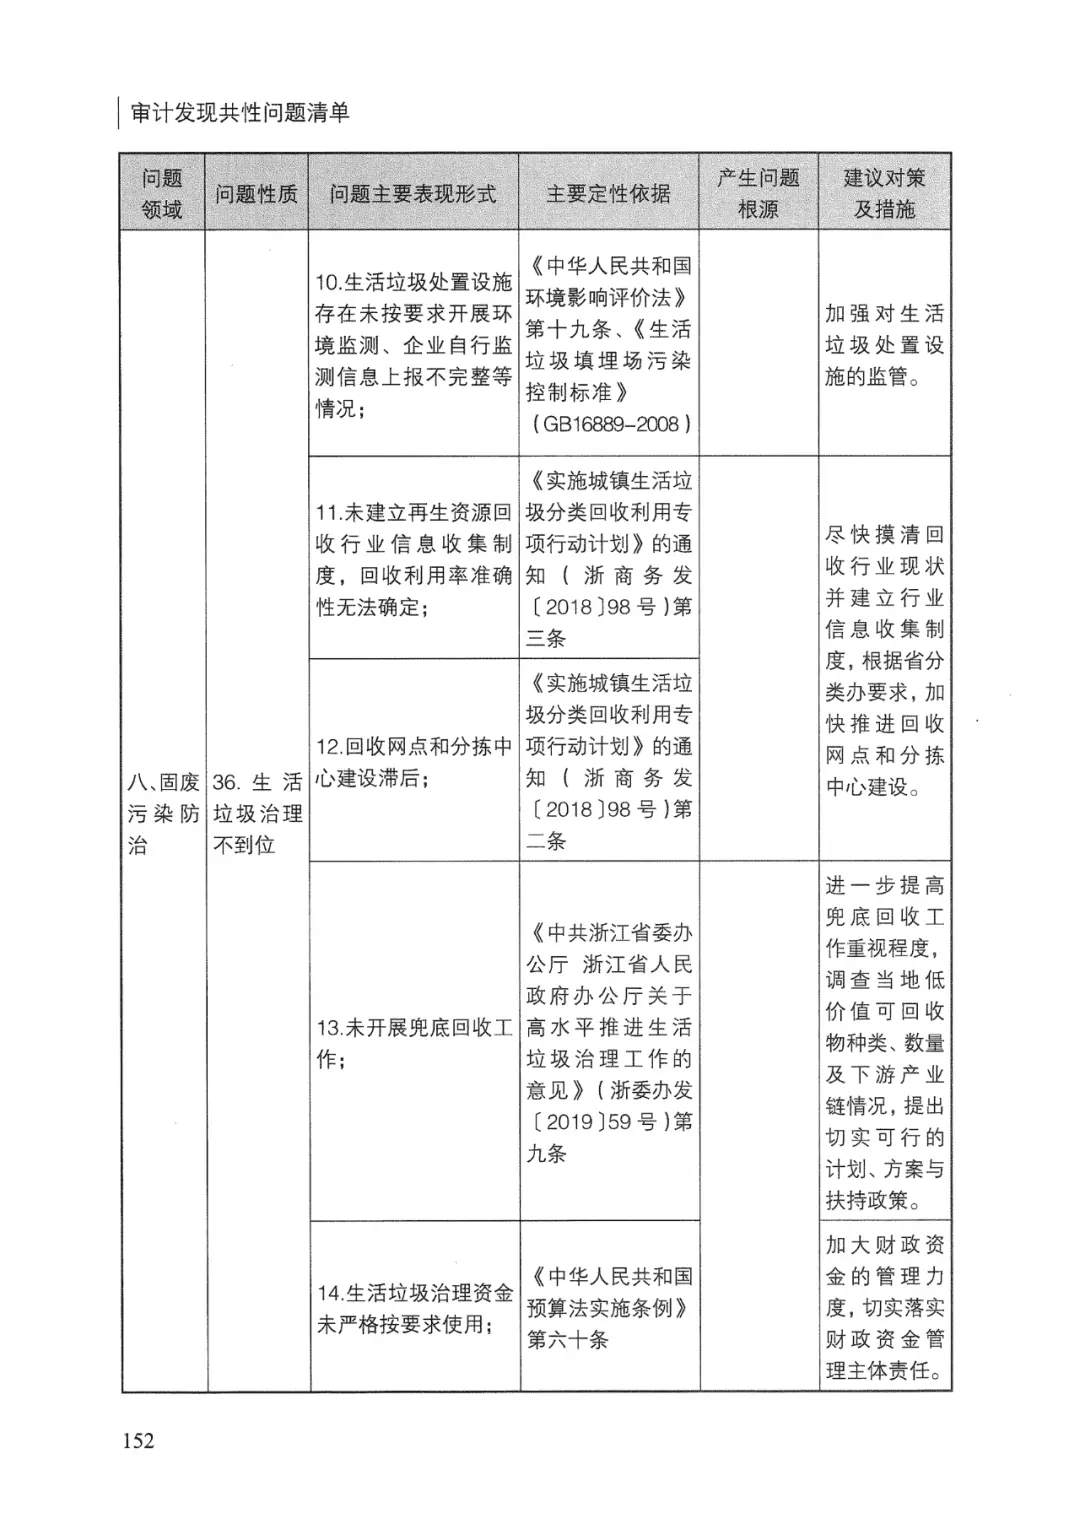 审计发现共性问题清单
问题
领域
问题性质
问题主要表现形式
主要定性依据
产生问题
根源
建议对策
及措施
八、固废
污染防
治
36.生活
垃圾治理
不到位
10.生活垃圾处置设施
存在未按要求开展环
境监测、企业自行监
测信息上报不完整等
情况；
《中华人民共和国
环境影响评价法》
第十九条、《生活
垃圾填埋场污染
控制标准》
（GB16889-2008）
加强对生活
垃圾处置设
施的监管。
11.未建立再生资源回
收行业信息收集制
度，回收利用率准确
性无法确定；
《实施城镇生活垃
圾分类回收利用专
项行动计划》的通
知（浙商务发
〔2018〕98号）第
三条
尽快摸清回
收行业现状
并建立行业
信息收集制
度，根据省分
类办要求，加
快推进回收
网点和分拣
中心建设。
12.回收网点和分拣中
心建设滞后；
《实施城镇生活垃
圾分类回收利用专
项行动计划》的通
知（浙商务发
〔2018〕98号）第
二条
13.未开展兜底回收工
作；
《中共浙江省委办
公厅 浙江省人民
政府办公厅关于
高水平推进生活
垃圾治理工作的
意见》（浙委办发
〔2019〕59号）第
九条
进一步提高
兜底回收工
作重视程度，
调查当地低
价值可回收
物种类、数量
及下游产业
链情况，提出
切实可行的
计划、方案与
扶持政策。
14.生活垃圾治理资金
未严格按要求使用；
《中华人民共和国
预算法实施条例》
第六十条
加大财政资
金的管理力
度，切实落实
财政资金管
理主体责任。
152